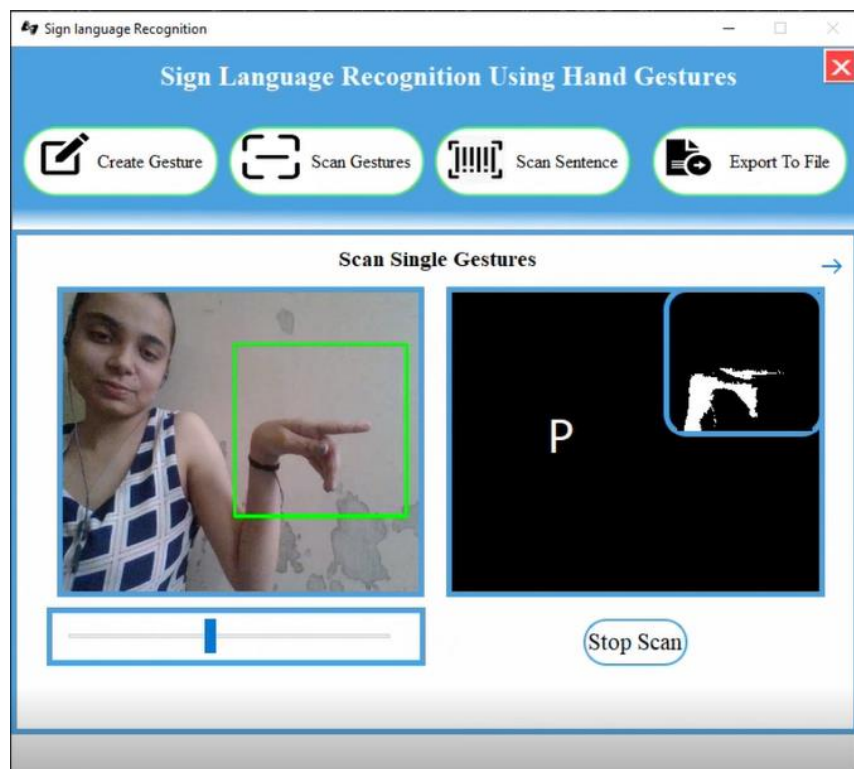 Sign language Recognition
Sign Language Recognition Using Hand Gestures
Create Gesture
Scan Gestures
Scan Sentence
Export To File
Scan Single Gestures
P
Stop Scan